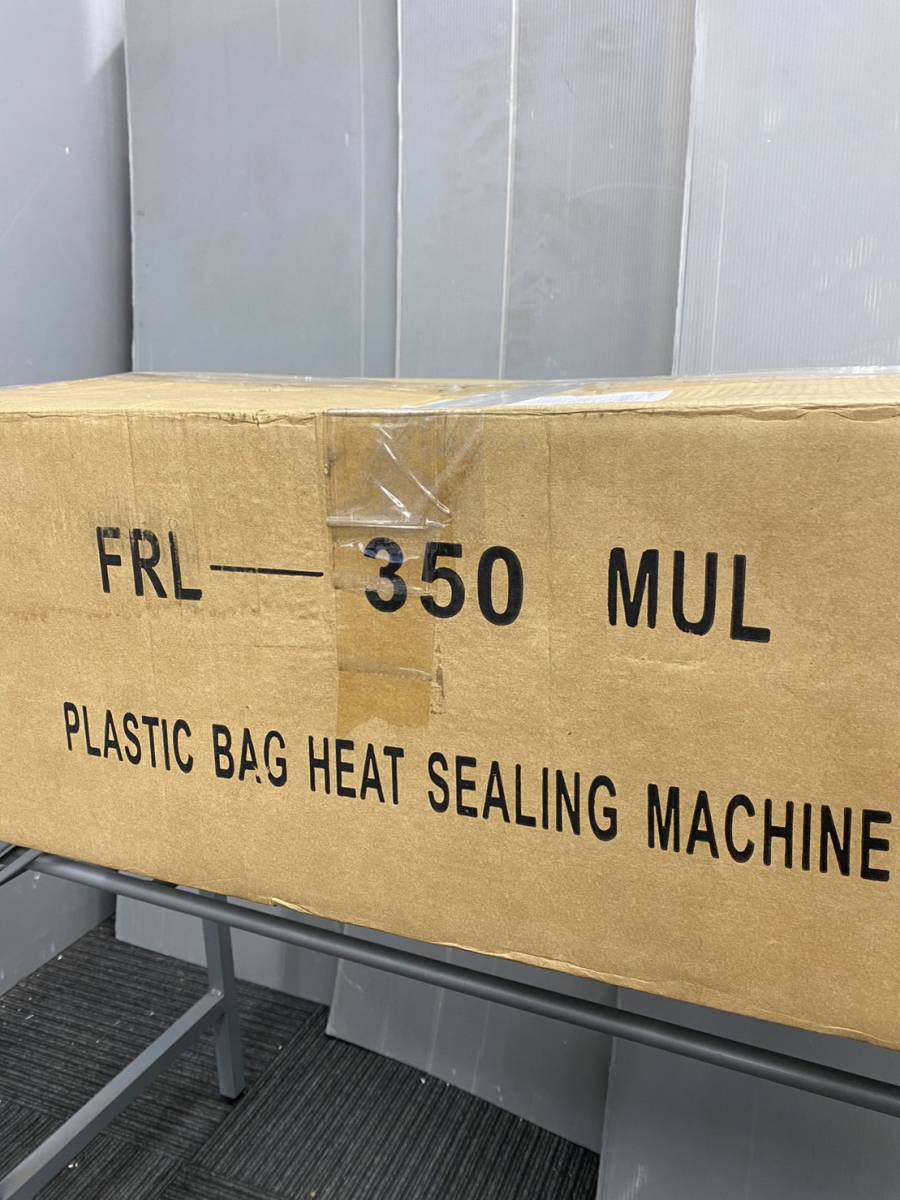 FRL — 350 MUL
PLASTIC BAG HEAT SEALING MACHINE